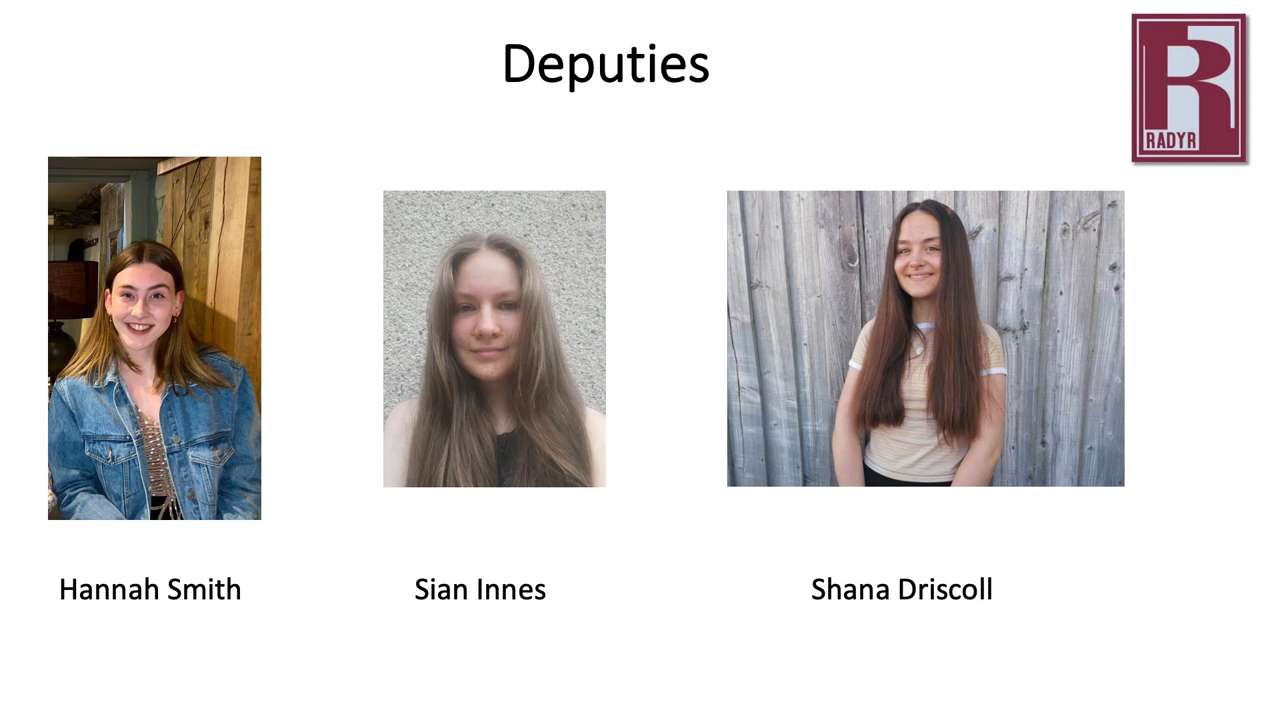 Deputies
RADYR
Hannah Smith
Sian Innes
Shana Driscoll